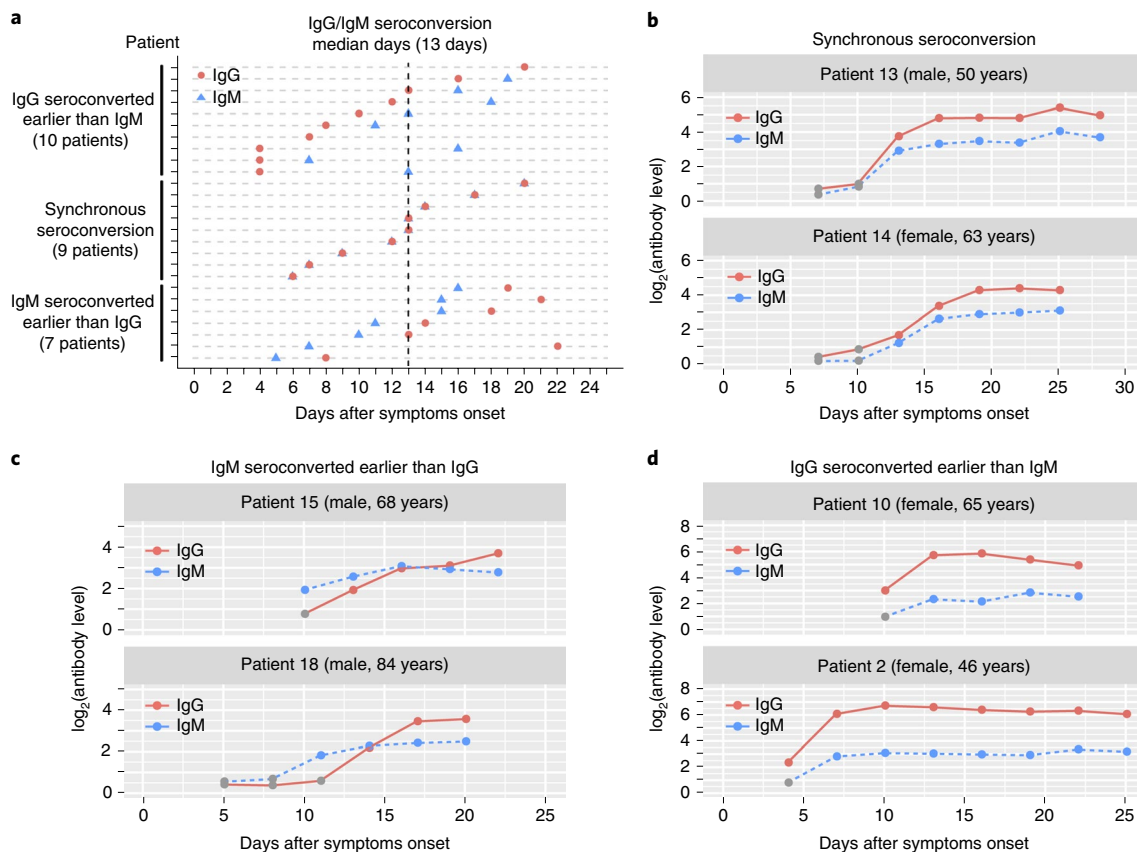 a
IgG/IgM seroconversion
median days (13 days)
Patient
IgG
IgM
IgG seroconverted
earlier than IgM
(10 patients)
Synchronous
seroconversion
(9 patients)
IgM seroconverted
earlier than IgG
(7 patients)
0 2 4 6 8 10 12 14 16 18 20 22 24
Days after symptoms onset
b
Synchronous seroconversion
Patient 13 (male, 50 years)
6
4
2
0
IgG
IgM
Patient 14 (female, 63 years)
6
4
2
0
IgG
IgM
log₂(antibody level)
0 5 10 15 20 25 30
Days after symptoms onset
c
IgM seroconverted earlier than IgG
Patient 15 (male, 68 years)
4
2
0
IgG
IgM
Patient 18 (male, 84 years)
4
2
0
IgG
IgM
log₂(antibody level)
0 5 10 15 20 25
Days after symptoms onset
d
IgG seroconverted earlier than IgM
Patient 10 (female, 65 years)
8
6
4
2
0
IgG
IgM
Patient 2 (female, 46 years)
8
6
4
2
0
IgG
IgM
log₂(antibody level)
0 5 10 15 20 25
Days after symptoms onset